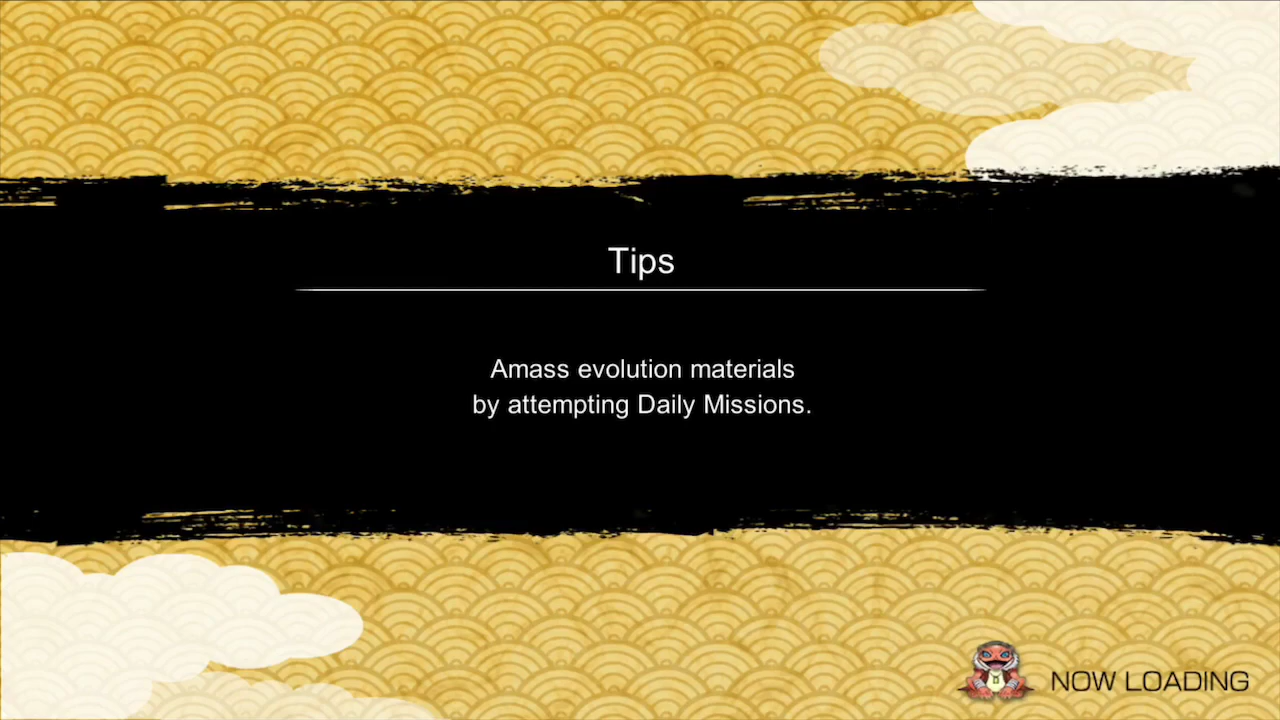 Tips
Amass evolution materials
by attempting Daily Missions.
NOW LOADING